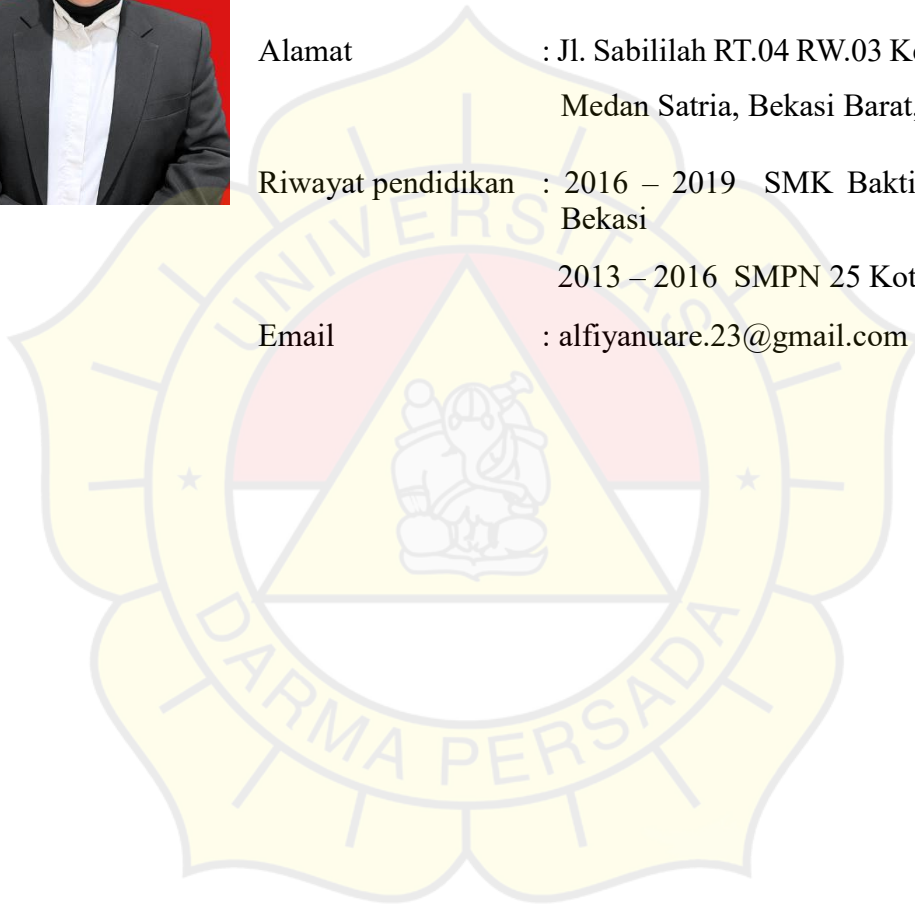 Alamat : Jl. Sabililah RT.04 RW.03
Medan Satria, Bekasi Barat,
Riwayat pendidikan : 2016 – 2019 SMK Bakti
Bekasi
2013 – 2016 SMPN 25
Email : alfiyanuare.23@gmail.com
UNIVERSITAS
DARMA PERSADA